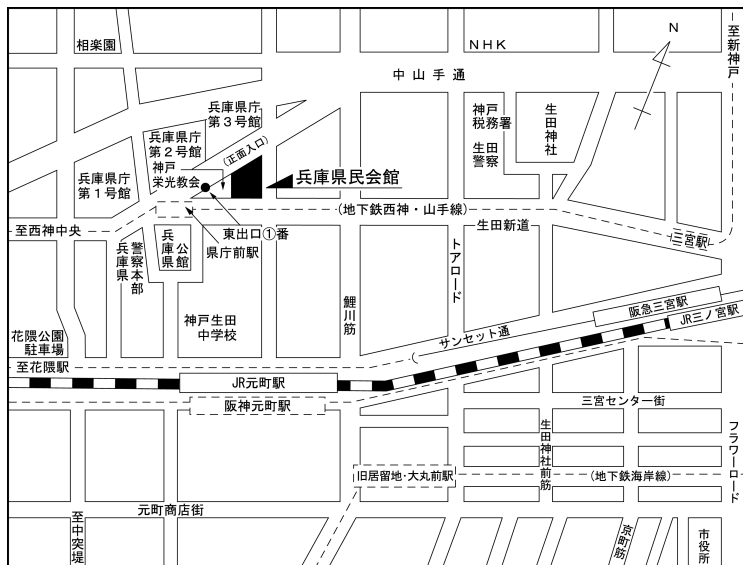 相楽園
NHK
N
至新神戸
中山手通
兵庫県庁
第3号館
神戸
税務署
生田
警察
生田神社
兵庫県庁
第2号館
(正面入口)
神戸
栄光教会
兵庫県民会館
兵庫県庁
第1号館
(地下鉄西神・山手線)
至西神中央
東出口①番
県庁前駅
生田新道
三宮駅
兵庫県
公館
兵庫県
警察本部
トアロード
鯉川筋
神戸生田
中学校
花隈公園
駐車場
サンセット通
阪急三宮駅
JR三ノ宮駅
至花隈駅
JR元町駅
阪神元町駅
三宮センター街
生田神社前筋
フラワーロード
旧居留地・大丸前駅
(地下鉄海岸線)
元町商店街
至中突堤
京町筋
市役所